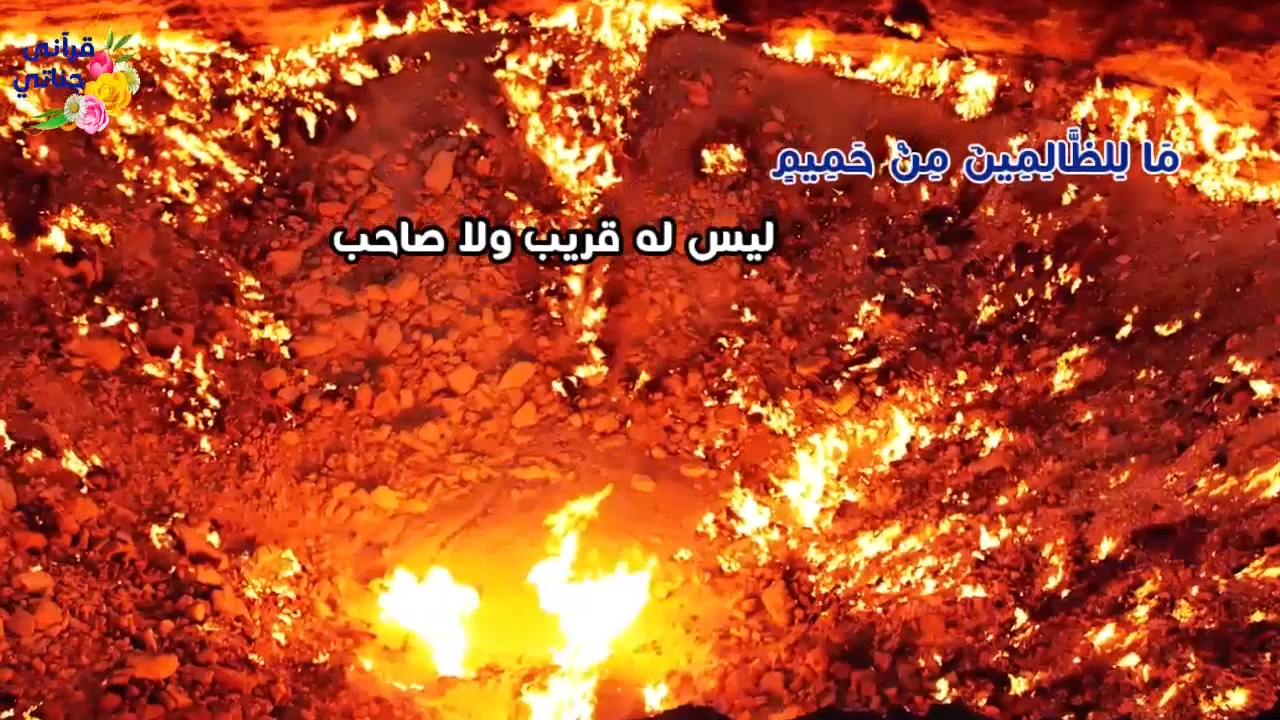 قرآني
جناتي
مَا لِلظَّالِمِينَ مِنْ حَمِيمٍ
ليس له قريب ولا صاحب